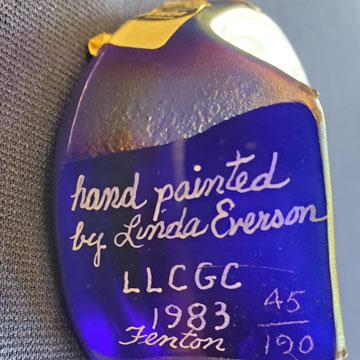 hand painted
by Linda Everson
LLCGC
1983
Fenton
45
190